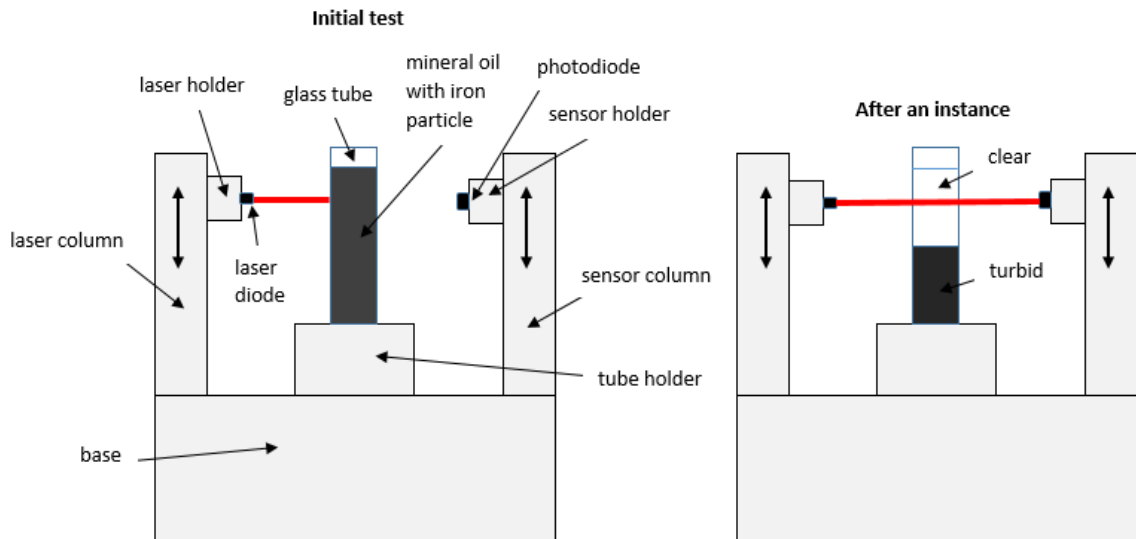 Initial test
laser holder
glass tube
mineral oil
with iron
particle
photodiode
sensor holder
laser column
laser
diode
sensor column
tube holder
base
After an instance
clear
turbid